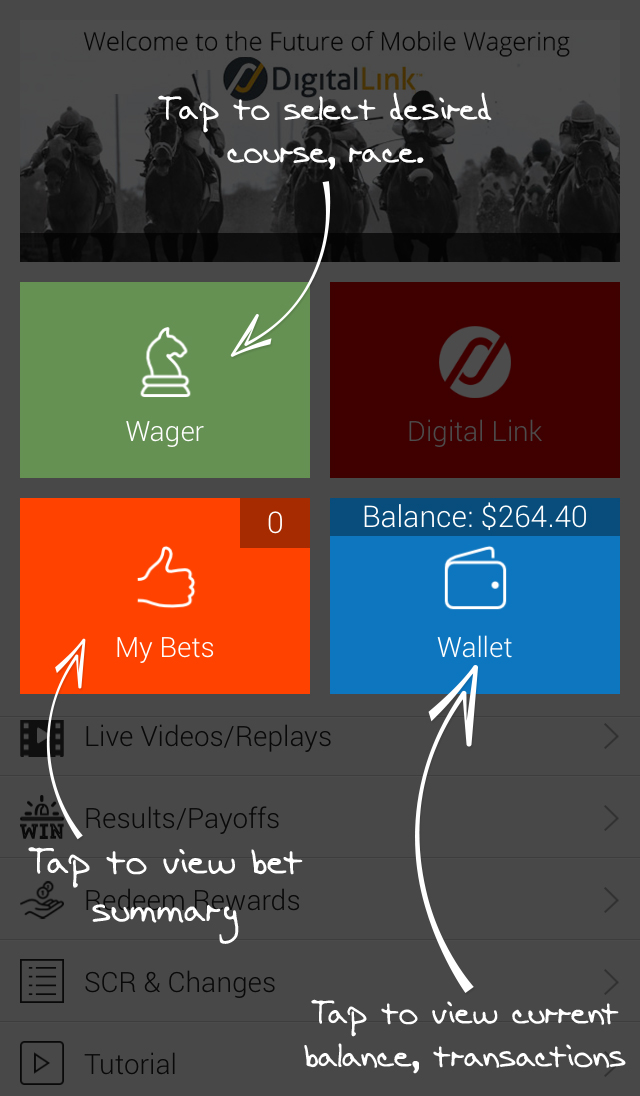 Welcome to the Future of Mobile Wagering
DigitalLink™
Tap to select desired
course, race.
Wager
Digital Link
0
My Bets
Balance: $264.40
Wallet
Live Videos/Replays
WIN
Results/Payoffs
Tap to view bet
summary
Redeem Rewards
SCR & Changes
Tap to view current
balance, transactions
Tutorial